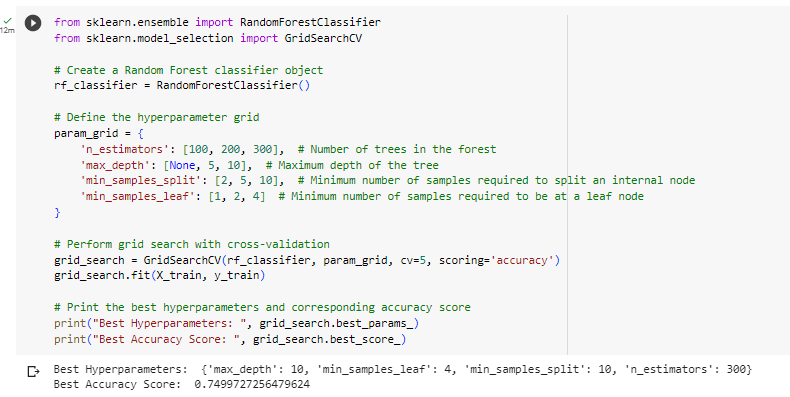 from sklearn.ensemble import RandomForestClassifier
from sklearn.model_selection import GridSearchCV
12m
# Create a Random Forest classifier object
rf_classifier = RandomForestClassifier()
# Define the hyperparameter grid
param_grid = {
    'n_estimators': [100, 200, 300],  # Number of trees in the forest
    'max_depth': [None, 5, 10],  # Maximum depth of the tree
    'min_samples_split': [2, 5, 10],  # Minimum number of samples required to split an internal node
    'min_samples_leaf': [1, 2, 4]  # Minimum number of samples required to be at a leaf node
}
# Perform grid search with cross-validation
grid_search = GridSearchCV(rf_classifier, param_grid, cv=5, scoring='accuracy')
grid_search.fit(X_train, y_train)
# Print the best hyperparameters and corresponding accuracy score
print("Best Hyperparameters: ", grid_search.best_params_)
print("Best Accuracy Score: ", grid_search.best_score_)
Best Hyperparameters:  {'max_depth': 10, 'min_samples_leaf': 4, 'min_samples_split': 10, 'n_estimators': 300}
Best Accuracy Score:  0.7499727256479624